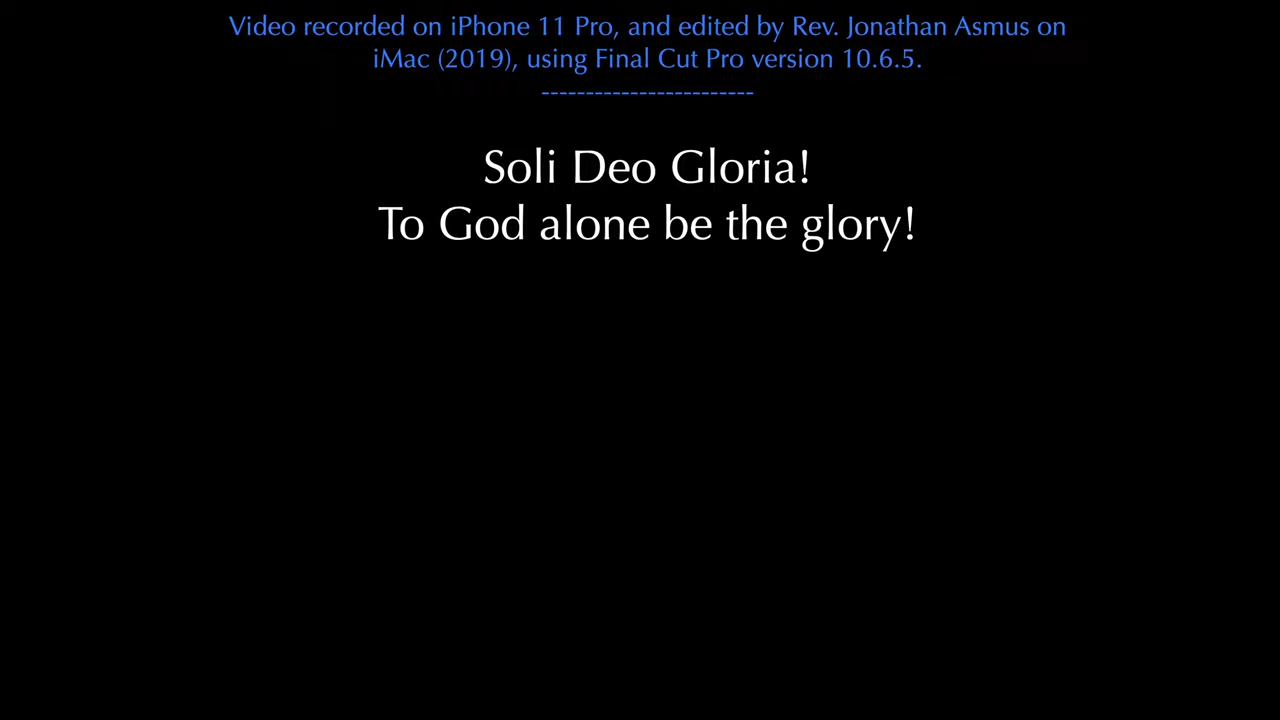 Video recorded on iPhone 11 Pro, and edited by Rev. Jonathan Asmus on
iMac (2019), using Final Cut Pro version 10.6.5.
------------------------
Soli Deo Gloria!
To God alone be the glory!